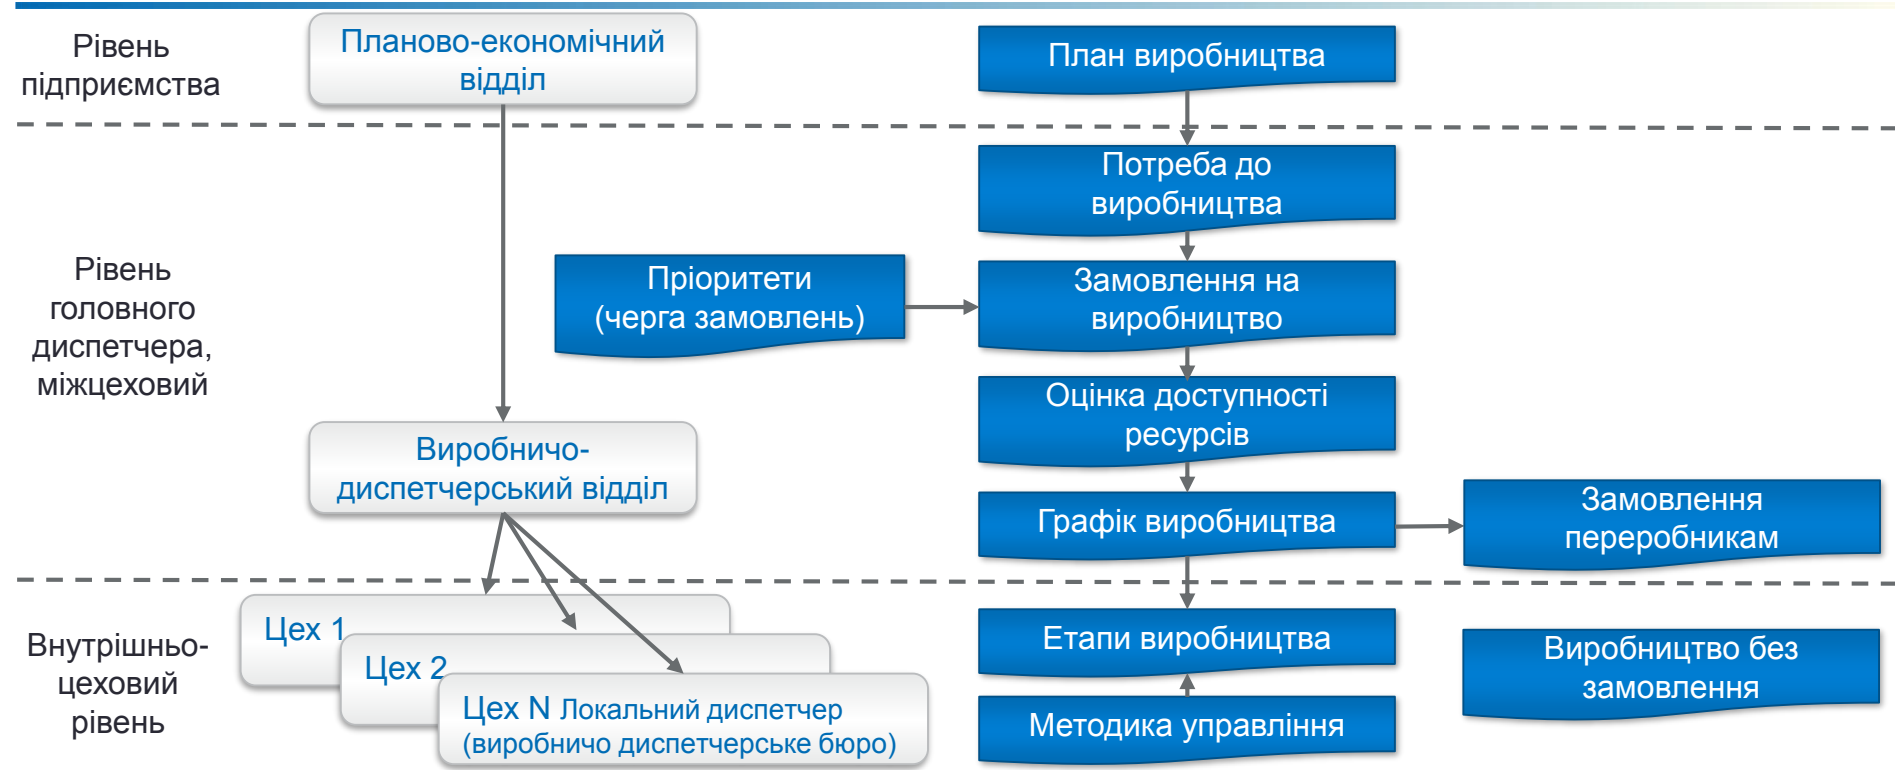 Рівень
підприємства
Планово-економічний
відділ
План виробництва
Рівень
головного
диспетчера,
міжцеховий
Потреба до
виробництва
Пріоритети
(черга замовлень)
Замовлення на
виробництво
Оцінка доступності
ресурсів
Виробничо-
диспетчерський відділ
Графік виробництва
Замовлення
переробникам
Внутрішньо-
цеховий
рівень
Цех 1
Цех 2
Цех N Локальний диспетчер
(виробничо диспетчерське бюро)
Етапи виробництва
Методика управління
Виробництво без
замовлення